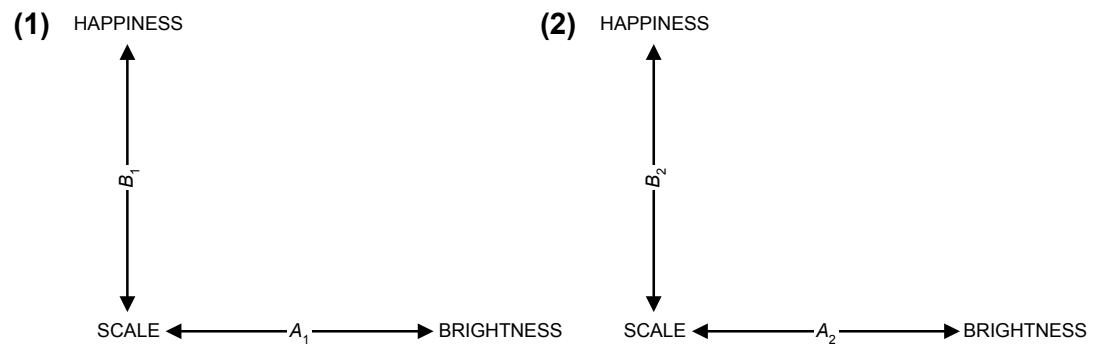 (1) HAPPINESS
(2) HAPPINESS
B₁
B₂
SCALE A₁ BRIGHTNESS
SCALE A₂ BRIGHTNESS